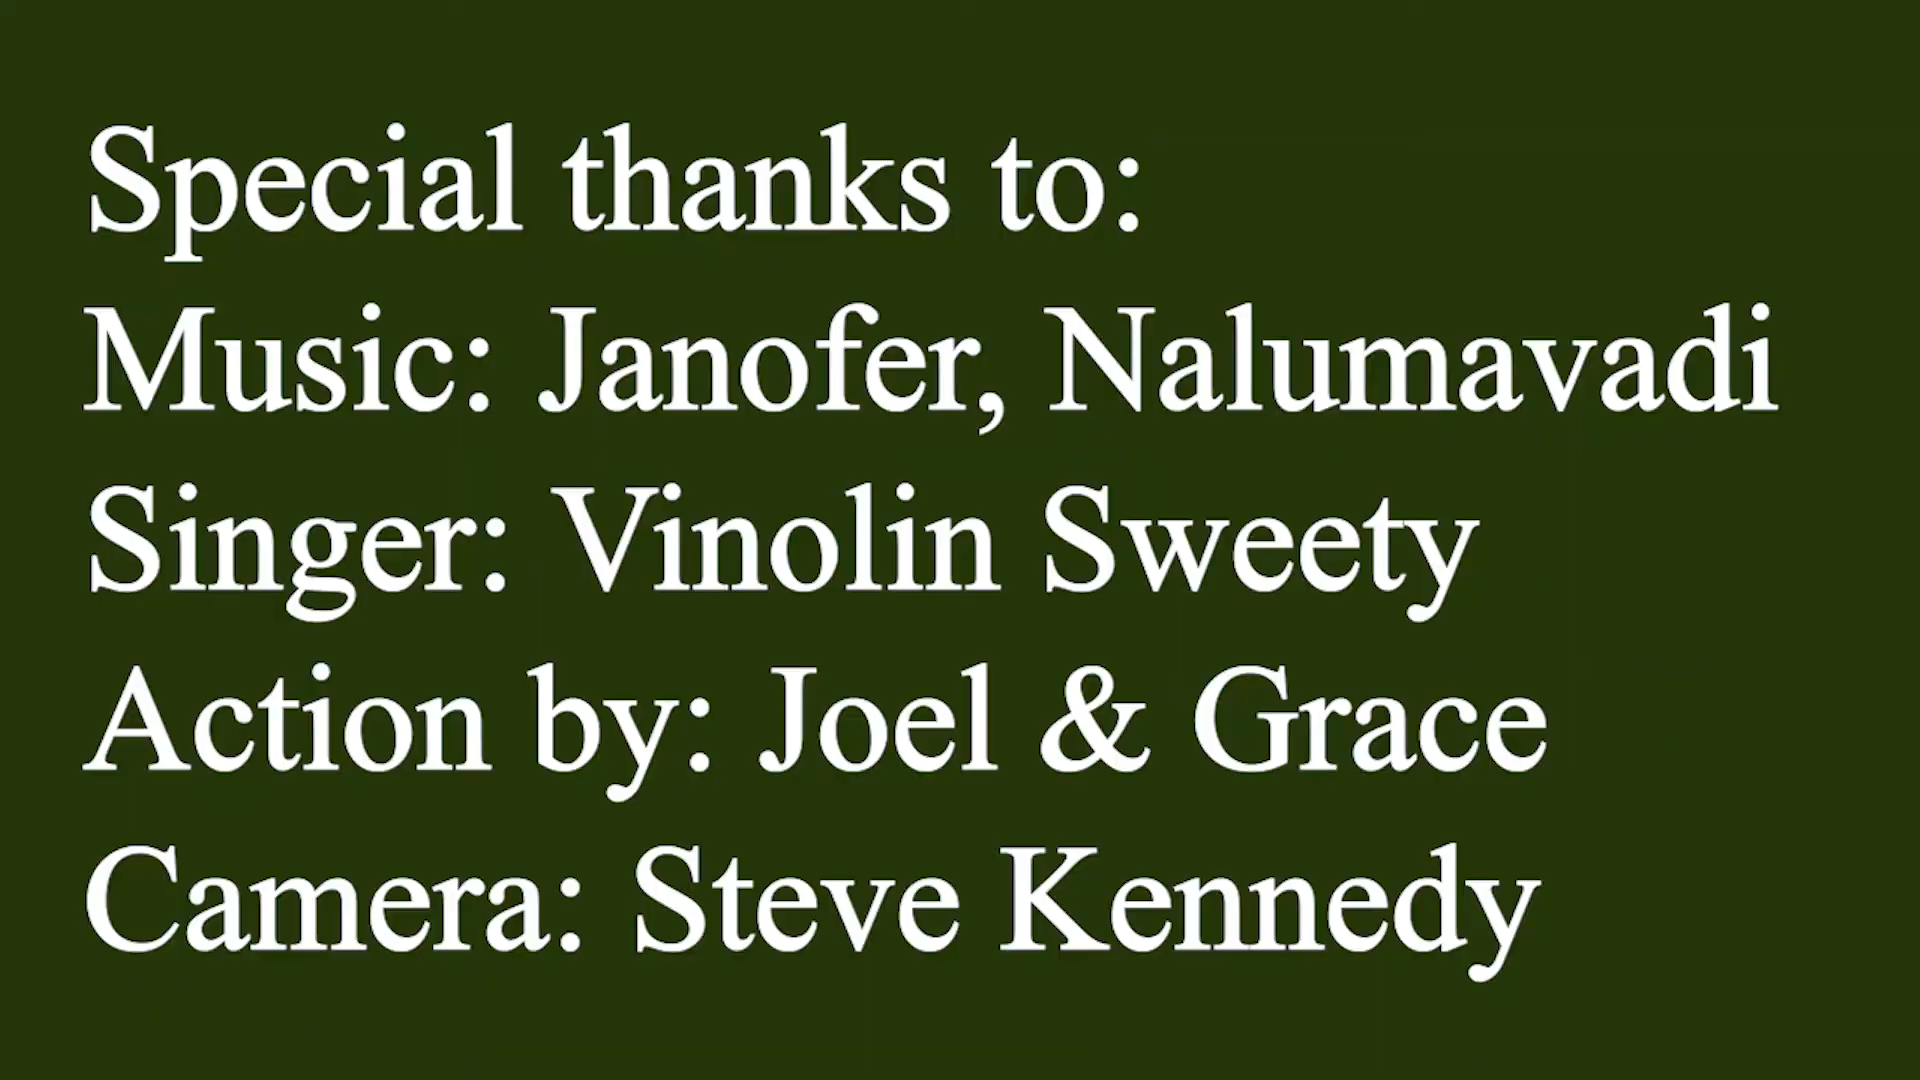 Special thanks to:
Music: Janofer, Nalumavadi
Singer: Vinolin Sweety
Action by: Joel & Grace
Camera: Steve Kennedy